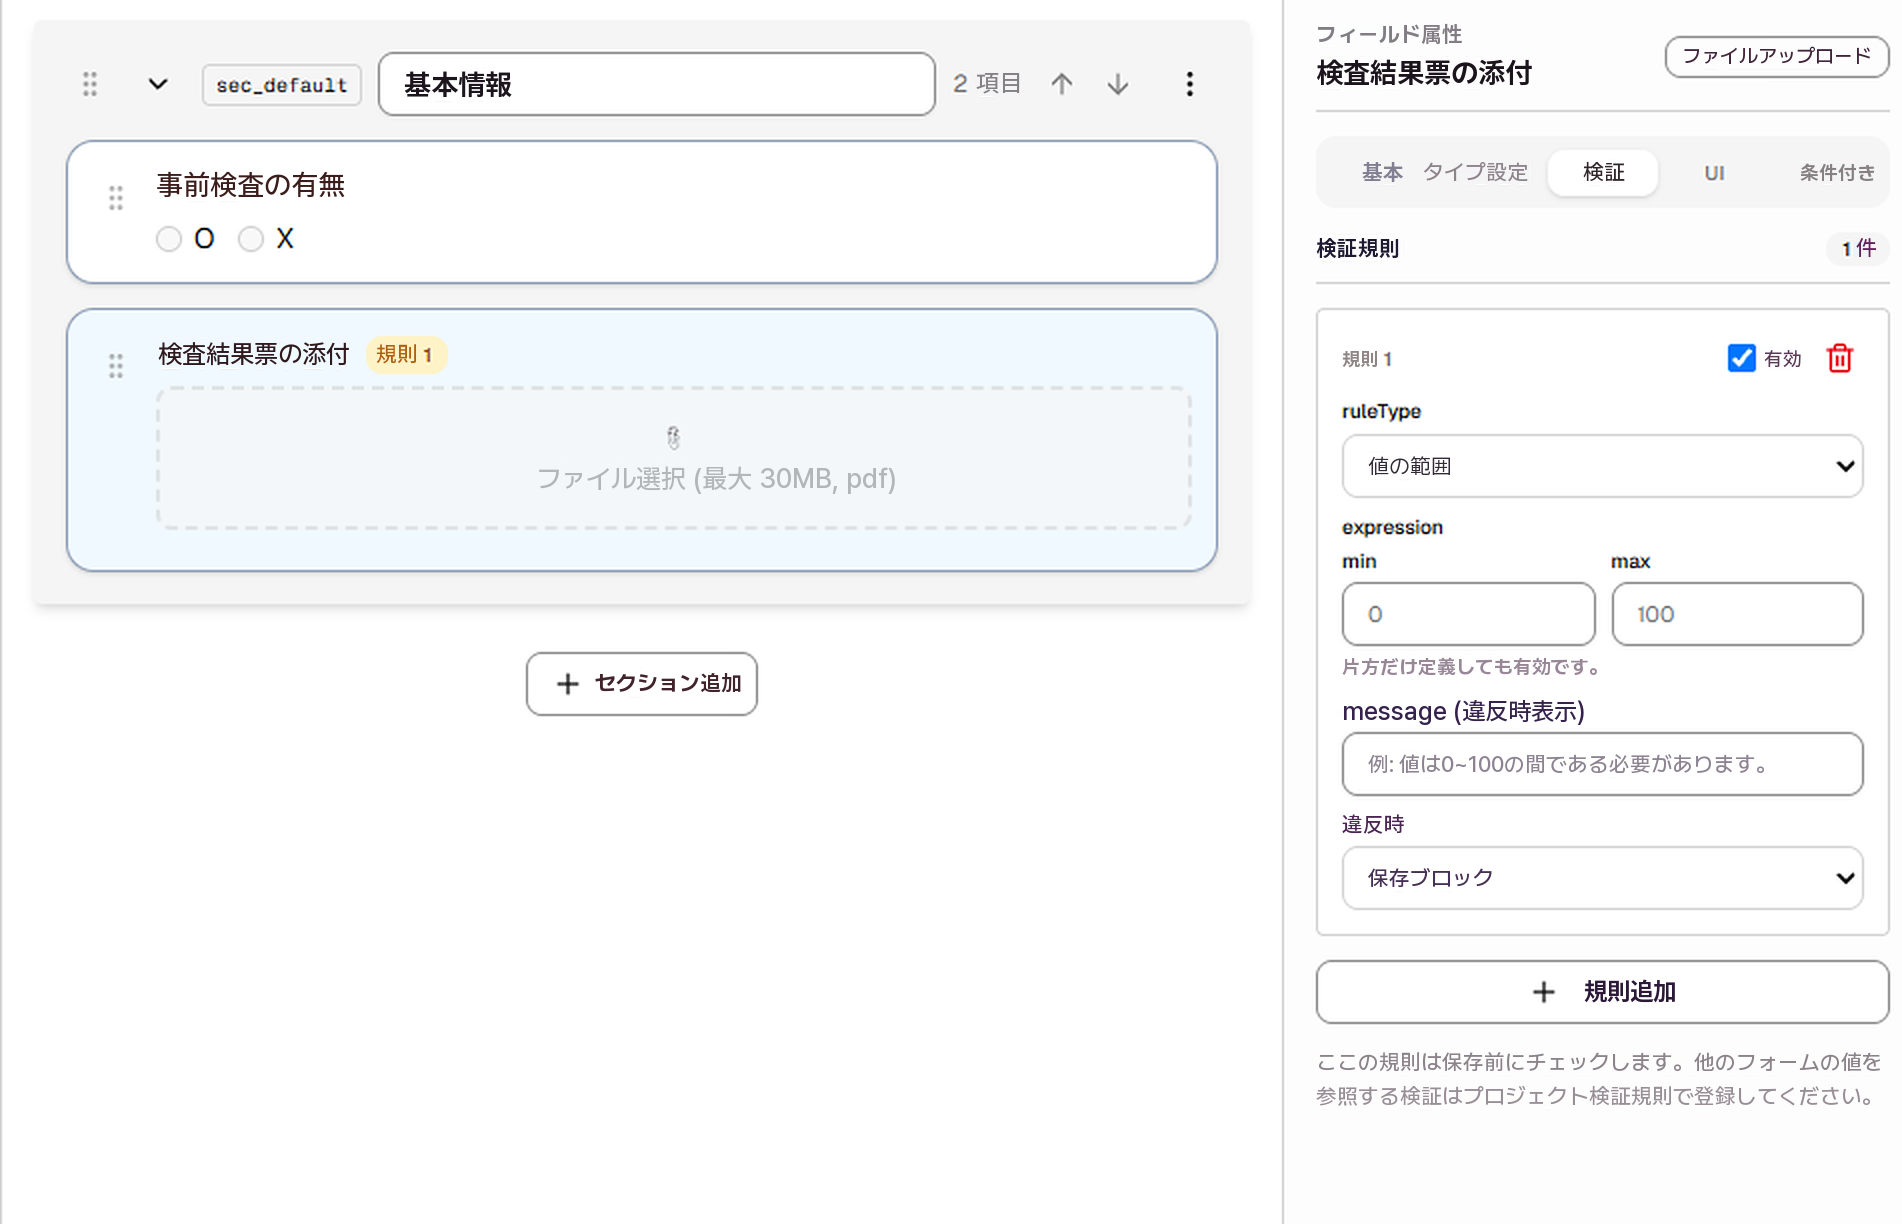 sec_default
基本情報
2 項目
事前検査の有無
O X
検査結果票の添付 規則 1
ファイル選択 (最大 30MB, pdf)
セクション追加
フィールド属性
検査結果票の添付
ファイルアップロード
基本 タイプ設定 検証 UI 条件付き
検証規則
1 件
規則 1
有効
ruleType
値の範囲
expression
min max
0 100
片方だけ定義しても有効です。
message (違反時表示)
例: 値は0~100の間である必要があります。
違反時
保存ブロック
規則追加
ここの規則は保存前にチェックします。他のフォームの値を
参照する検証はプロジェクト検証規則で登録してください。